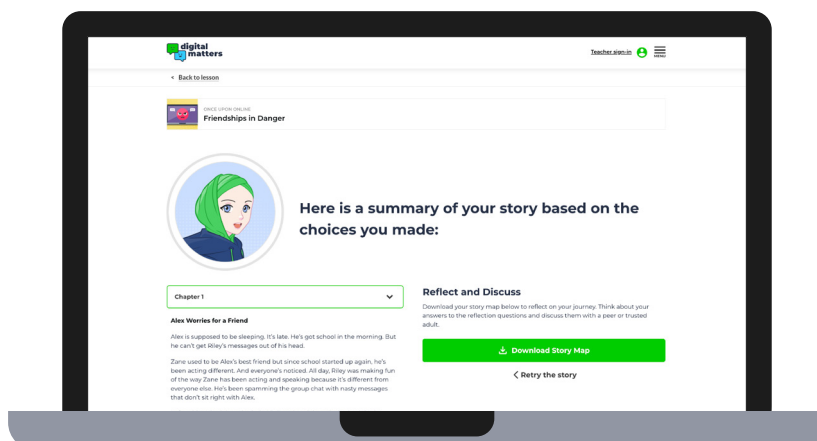 digital
matters
Teacher sign-in
MENU
< Back to lesson
ONCE UPON ONLINE
Friendships in Danger
Here is a summary of your story based on the
choices you made:
Chapter 1
Alex Worries for a Friend
Alex is supposed to be sleeping. It's late. He's got school in the morning. But
he can't get Riley's messages out of his head.
Zane used to be Alex's best friend but since school started up again, he's
been acting different. And everyone's noticed. All day, Riley was making fun
of the way Zane has been acting and speaking because it's different from
everyone else. He's been spamming the group chat with nasty messages
that don't sit right with Alex.
Reflect and Discuss
Download your story map below to reflect on your journey. Think about your
answers to the reflection questions and discuss them with a peer or trusted
adult.
Download Story Map
< Retry the story